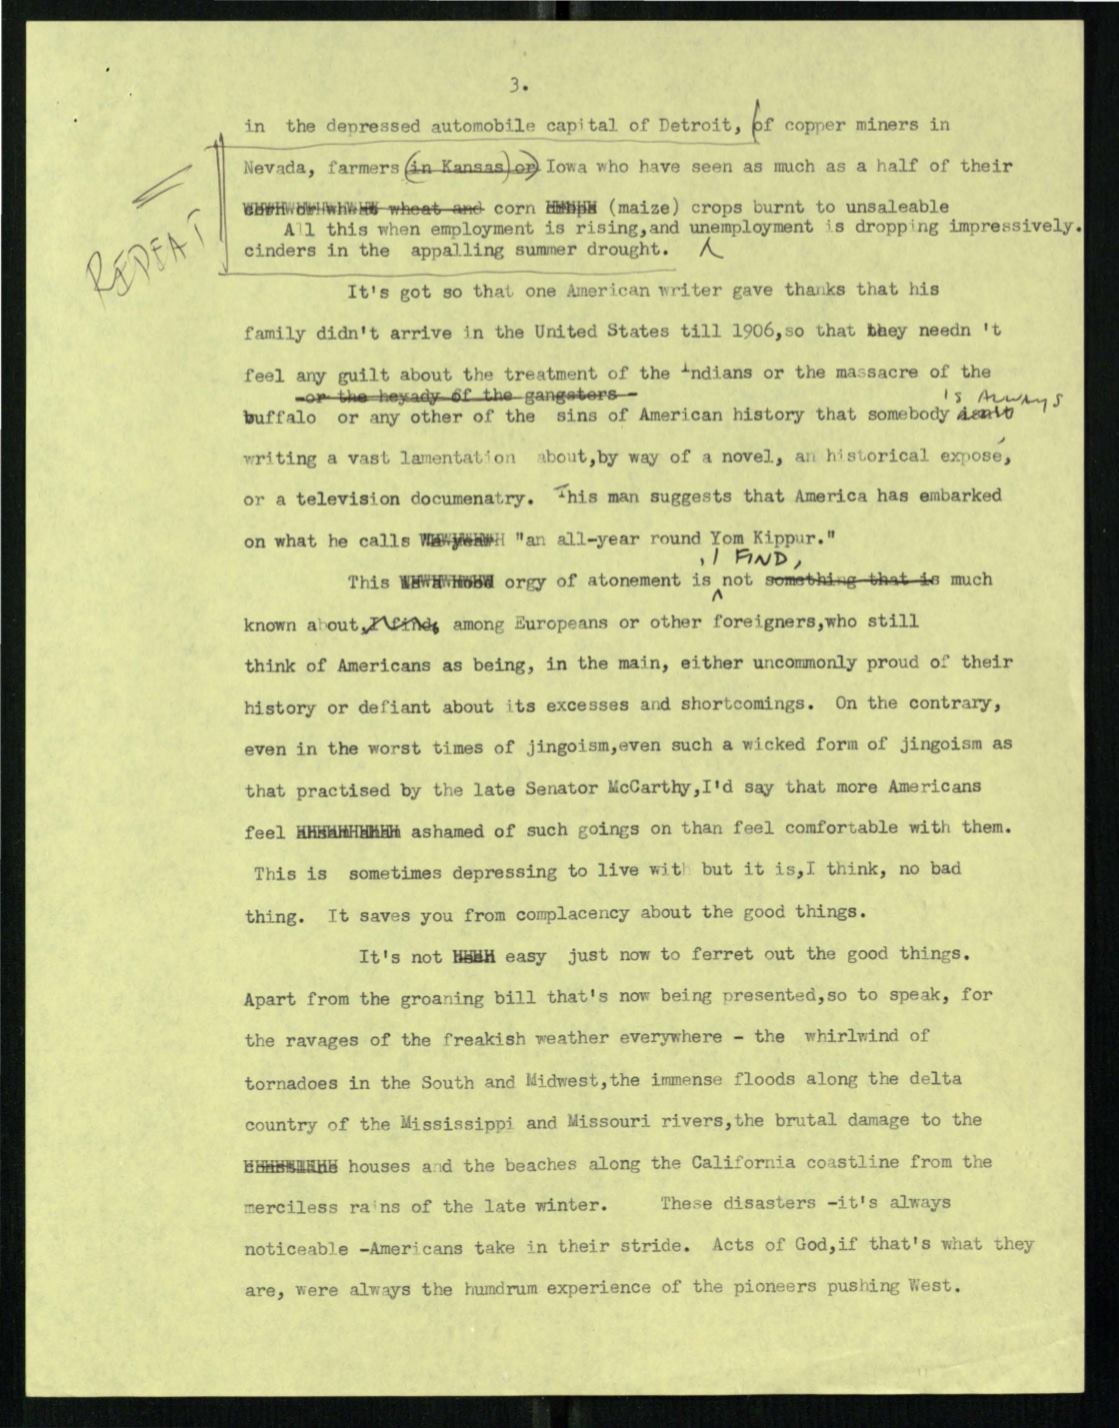 3.
in the depressed automobile capital of Detroit, of copper miners in
Nevada, farmers (in Kansas) or) Iowa who have seen as much as a half of their
wheat and corn (maize) crops burnt to unsaleable
All this when employment is rising,and unemployment is dropping impressively.
cinders in the appalling summer drought.
REPEAT
It's got so that one American writer gave thanks that his
family didn't arrive in the United States till 1906,so that they needn 't
feel any guilt about the treatment of the Indians or the massacre of the
-or the heyady of the gangsters -
is ALWAYS
buffalo or any other of the sins of American history that somebody isn't
writing a vast lamentation about,by way of a novel, an historical exposé,
or a television documenatry. This man suggests that America has embarked
on what he calls "an all-year round Yom Kippur."
, I FIND,
This orgy of atonement is not something that is much
known about, I find, among Europeans or other foreigners,who still
think of Americans as being, in the main, either uncommonly proud of their
history or defiant about its excesses and shortcomings. On the contrary,
even in the worst times of jingoism,even such a wicked form of jingoism as
that practised by the late Senator McCarthy,I'd say that more Americans
feel ashamed of such goings on than feel comfortable with them.
This is sometimes depressing to live with but it is,I think, no bad
thing. It saves you from complacency about the good things.
It's not easy just now to ferret out the good things.
Apart from the groaning bill that's now being presented,so to speak, for
the ravages of the freakish weather everywhere - the whirlwind of
tornadoes in the South and Midwest,the immense floods along the delta
country of the Mississippi and Missouri rivers,the brutal damage to the
houses and the beaches along the California coastline from the
merciless rains of the late winter. These disasters -it's always
noticeable -Americans take in their stride. Acts of God,if that's what they
are, were always the humdrum experience of the pioneers pushing West.